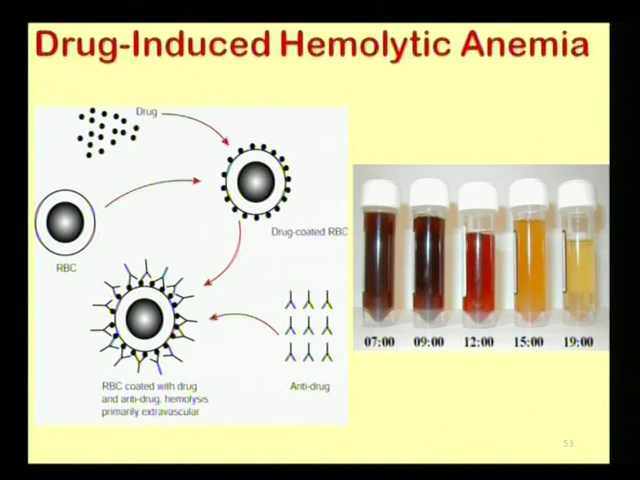 Drug-Induced Hemolytic Anemia
Drug
Drug-coated RBC
RBC
RBC coated with drug
and anti-drug, hemolysis
primarily extravascular
Anti-drug
07:00 09:00 12:00 15:00 19:00
53